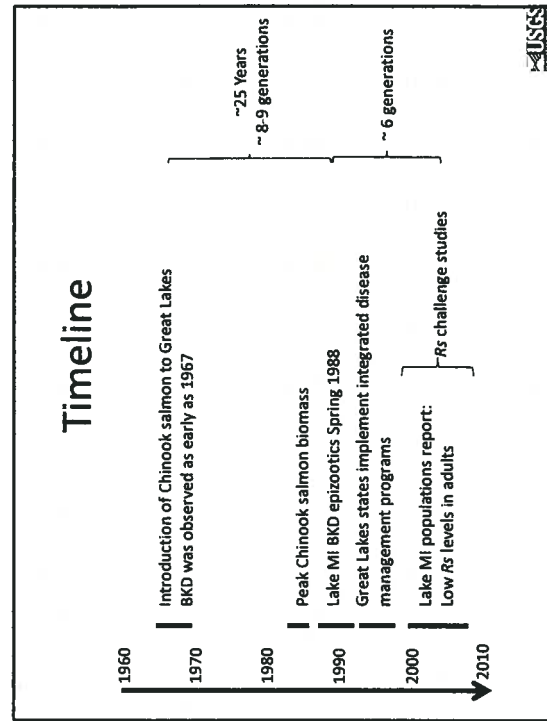 Timeline
1960
1970
1980
1990
2000
2010
Introduction of Chinook salmon to Great Lakes
BKD was observed as early as 1967
Peak Chinook salmon biomass
Lake MI BKD epizootics Spring 1988
Great Lakes states implement integrated disease
management programs
Lake MI populations report:
Low Rs levels in adults
Rs challenge studies
~25 Years
~ 8-9 generations
~ 6 generations
USGS